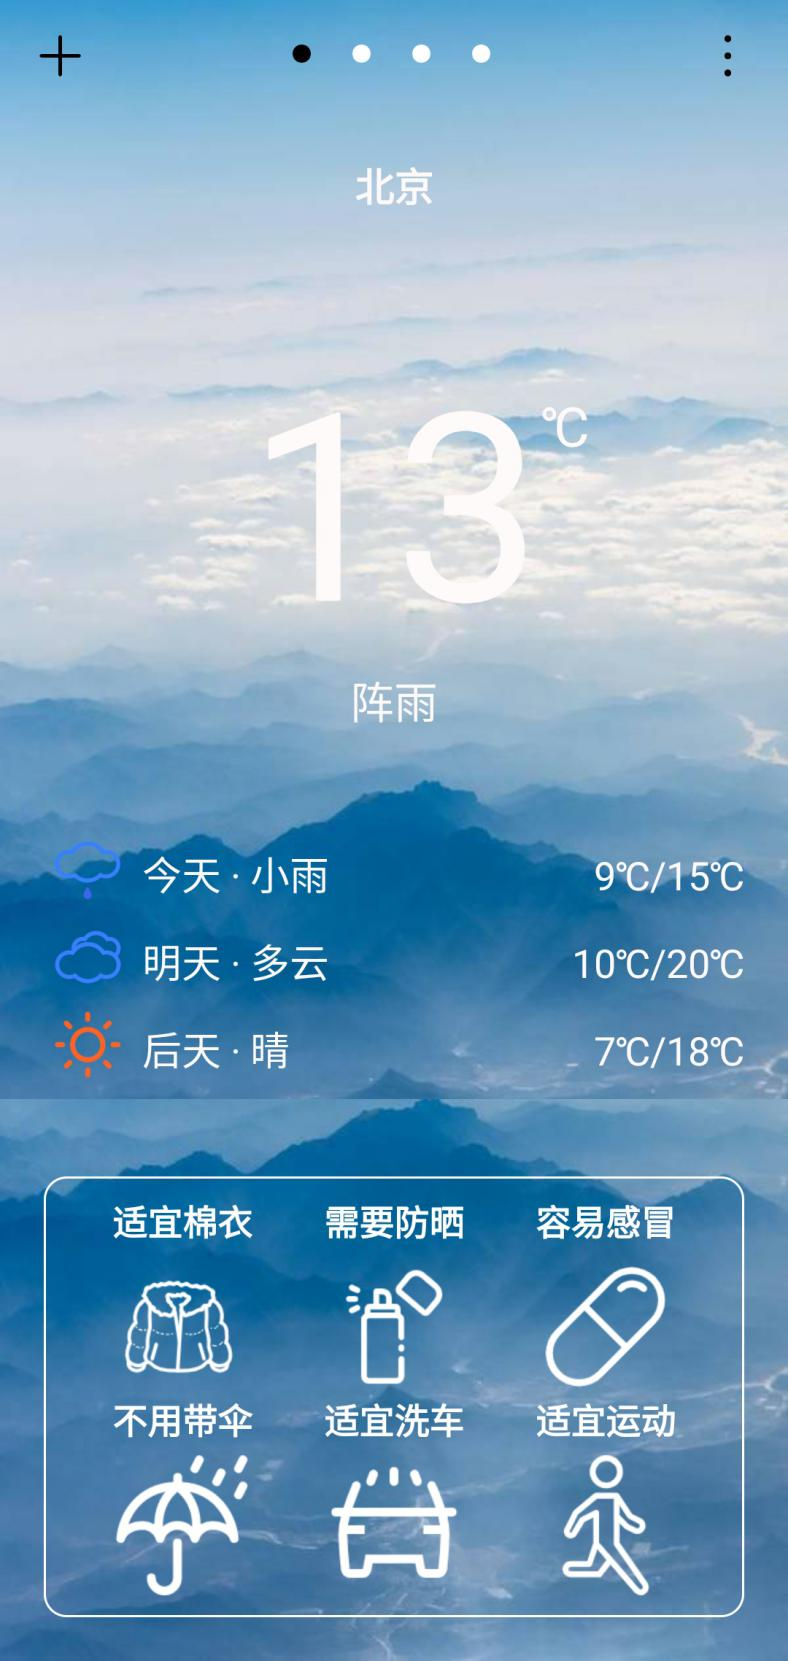 北京
13℃
阵雨
今天 · 小雨 9℃/15℃
明天 · 多云 10℃/20℃
后天 · 晴 7℃/18℃
适宜棉衣 需要防晒 容易感冒
不用带伞 适宜洗车 适宜运动